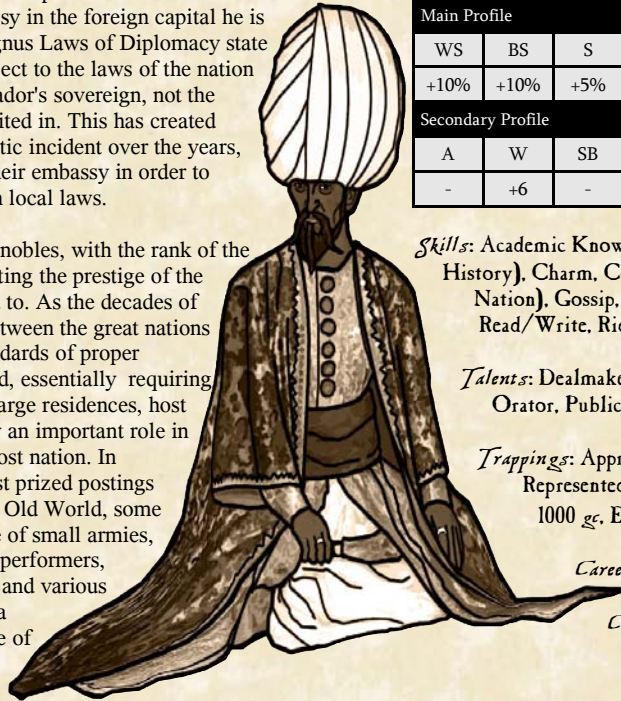 sy in the foreign capital he is
gnus Laws of Diplomacy state
ject to the laws of the nation
ador's sovereign, not the
ited in. This has created
tic incident over the years,
neir embassy in order to
n local laws.
nobles, with the rank of the
ting the prestige of the
to. As the decades of
etween the great nations
dards of proper
d, essentially requiring
arge residences, host
y an important role in
ost nation. In
st prized postings
Old World, some
e of small armies,
performers,
and various
a
e of
Main Profile
WS BS S
+10% +10% +5%
Secondary Profile
A W SB
- +6 -
Skills: Academic Know
History), Charm, C
Nation), Gossip,
Read/Write, Ri
Talents: Dealmake
Orator, Public
Trappings: Appr
Represented
1000 gc, E
Caree
C